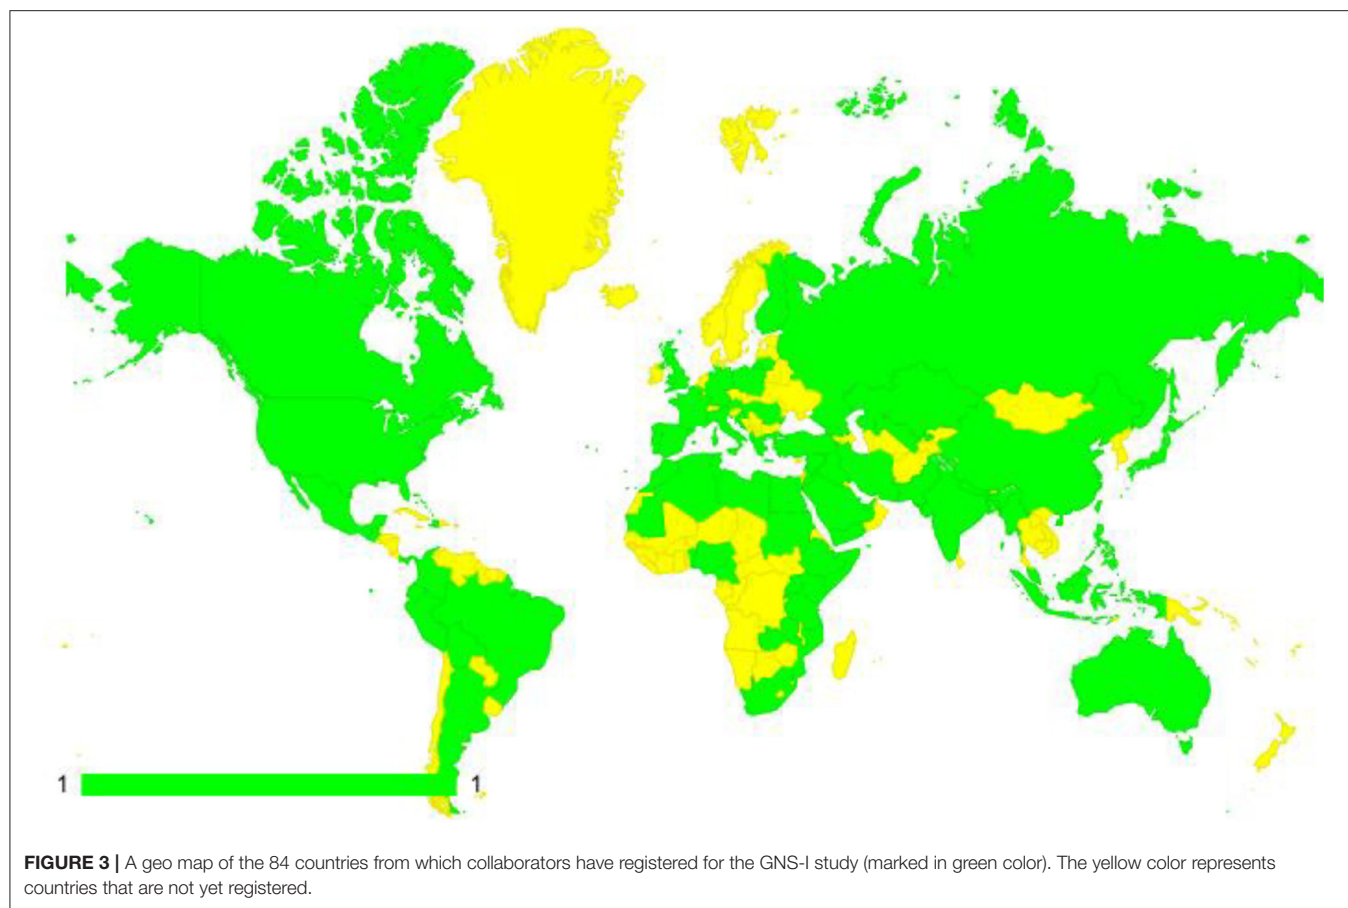 1 1
FIGURE 3 | A geo map of the 84 countries from which collaborators have registered for the GNS-I study (marked in green color). The yellow color represents
countries that are not yet registered.